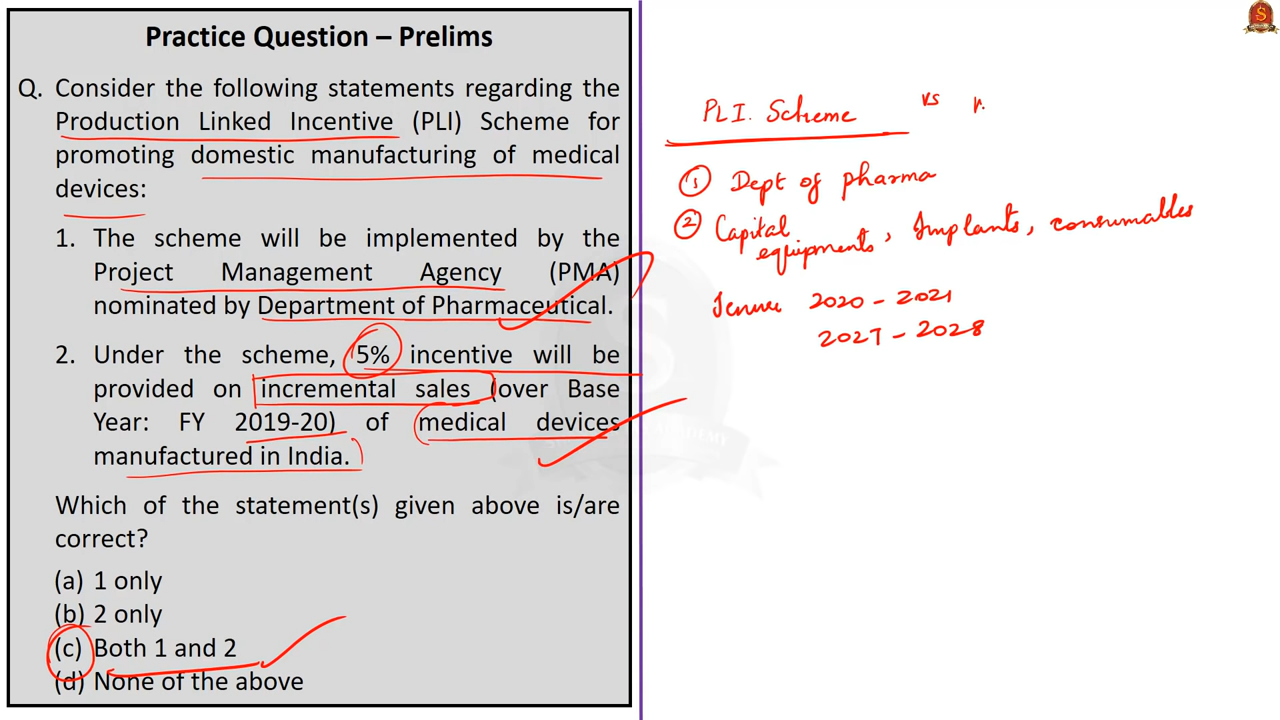 Practice Question – Prelims
Q. Consider the following statements regarding the
Production Linked Incentive (PLI) Scheme for
promoting domestic manufacturing of medical
devices:
1. The scheme will be implemented by the
Project Management Agency (PMA)
nominated by Department of Pharmaceutical.
2. Under the scheme, 5% incentive will be
provided on incremental sales (over Base
Year: FY 2019-20) of medical devices
manufactured in India.
Which of the statement(s) given above is/are
correct?
(a) 1 only
(b) 2 only
(c) Both 1 and 2
(d) None of the above
PLI. Scheme vs
① Dept of pharma
② Capital equipments, Implants, consumables
Tenure 2020 - 2021
2027 - 2028